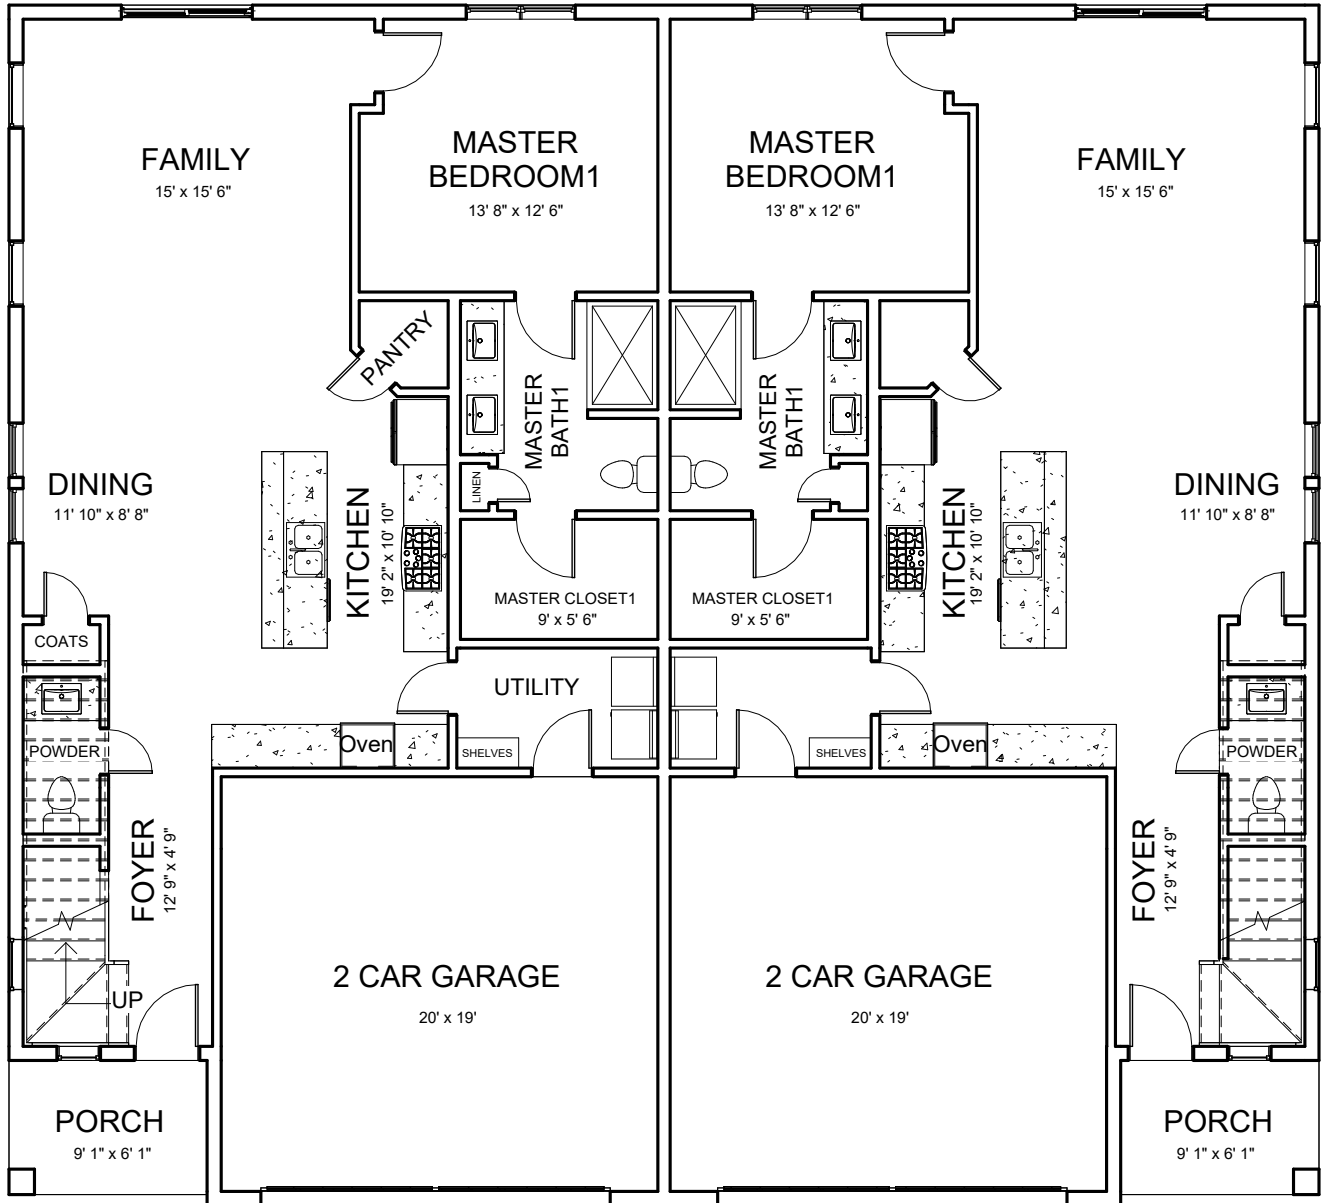 MASTER
BEDROOM1
13' 8" x 12' 6"
MASTER
BEDROOM1
13' 8" x 12' 6"
FAMILY
15' x 15' 6"
FAMILY
15' x 15' 6"
PANTRY
MASTER
BATH1
MASTER
BATH1
LINEN
DINING
11' 10" x 8' 8"
DINING
11' 10" x 8' 8"
KITCHEN
19' 2" x 10' 10"
KITCHEN
19' 2" x 10' 10"
MASTER CLOSET1
9' x 5' 6"
MASTER CLOSET1
9' x 5' 6"
COATS
UTILITY
POWDER
Oven
SHELVES
SHELVES
Oven
POWDER
FOYER
12' 9" x 4' 9"
FOYER
12' 9" x 4' 9"
2 CAR GARAGE
20' x 19'
2 CAR GARAGE
20' x 19'
UP
PORCH
9' 1" x 6' 1"
PORCH
9' 1" x 6' 1"